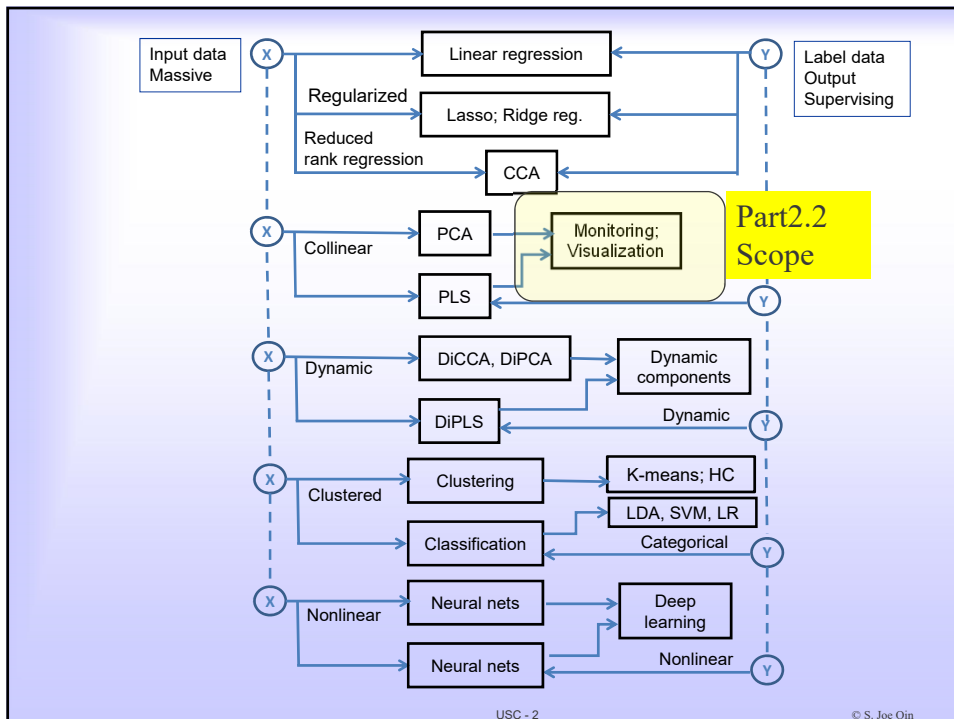 Input data
Massive
X
Linear regression
Y
Label data
Output
Supervising
Regularized
Lasso; Ridge reg.
Reduced
rank regression
CCA
Part2.2
Scope
X
Collinear
PCA
Monitoring;
Visualization
PLS
Y
X
Dynamic
DiCCA, DiPCA
Dynamic
components
DiPLS
Dynamic
Y
X
Clustered
Clustering
K-means; HC
LDA, SVM, LR
Classification
Categorical
Y
X
Nonlinear
Neural nets
Deep
learning
Neural nets
Nonlinear
Y
USC - 2
© S. Joe Qin